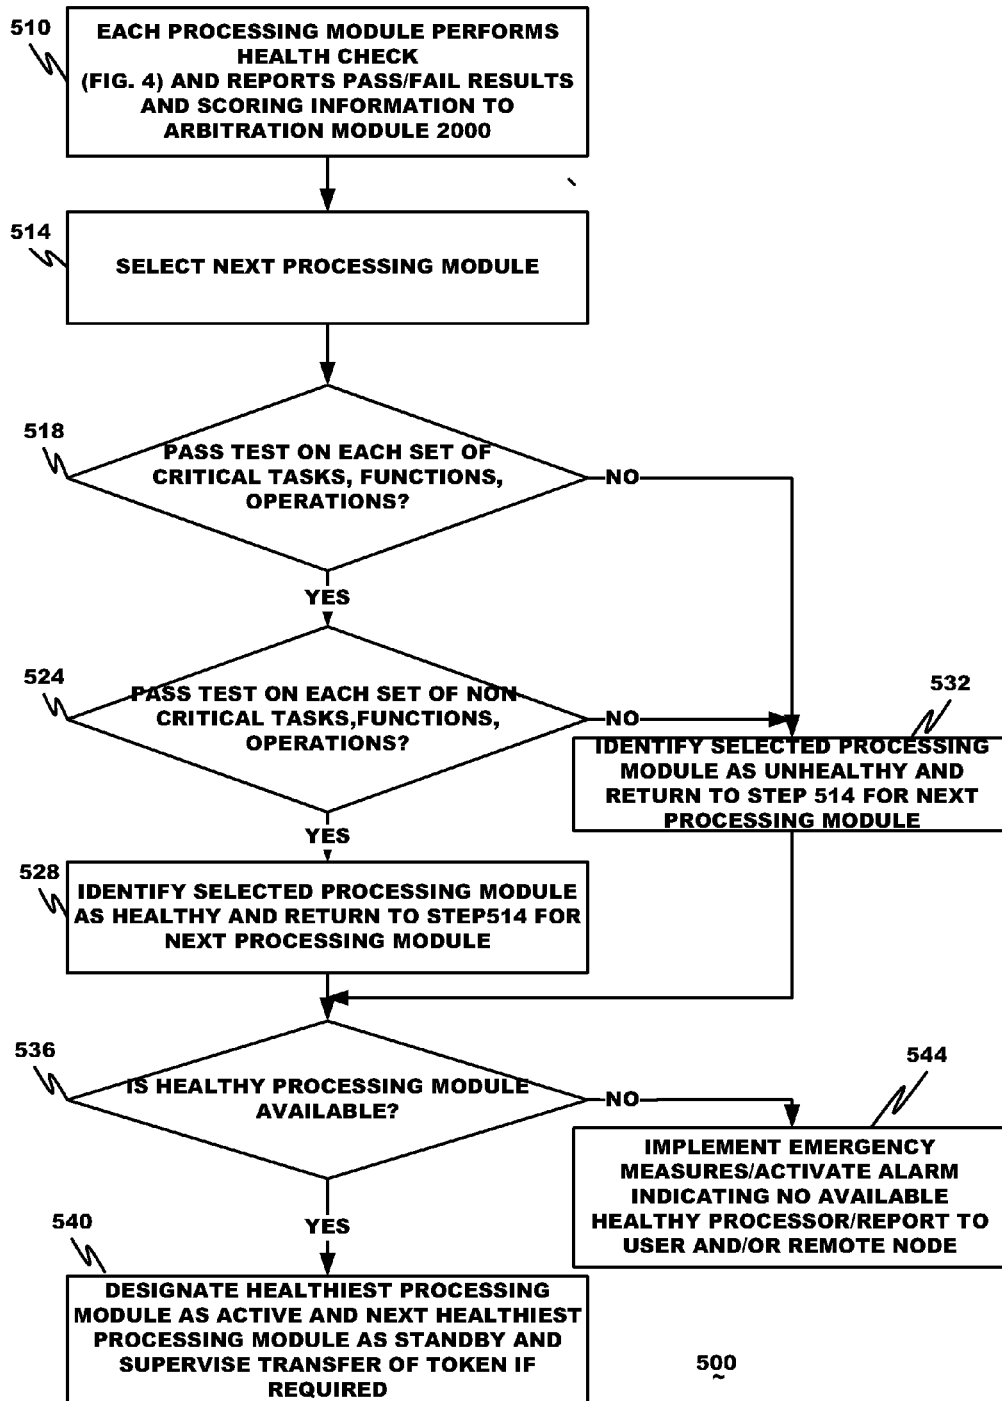 510
EACH PROCESSING MODULE PERFORMS
HEALTH CHECK
(FIG. 4) AND REPORTS PASS/FAIL RESULTS
AND SCORING INFORMATION TO
ARBITRATION MODULE 2000
514
SELECT NEXT PROCESSING MODULE
518
PASS TEST ON EACH SET OF
CRITICAL TASKS, FUNCTIONS,
OPERATIONS?
NO
YES
524
PASS TEST ON EACH SET OF NON
CRITICAL TASKS,FUNCTIONS,
OPERATIONS?
NO
532
IDENTIFY SELECTED PROCESSING
MODULE AS UNHEALTHY AND
RETURN TO STEP 514 FOR NEXT
PROCESSING MODULE
YES
528
IDENTIFY SELECTED PROCESSING MODULE
AS HEALTHY AND RETURN TO STEP514 FOR
NEXT PROCESSING MODULE
536
IS HEALTHY PROCESSING MODULE
AVAILABLE?
NO
544
IMPLEMENT EMERGENCY
MEASURES/ACTIVATE ALARM
INDICATING NO AVAILABLE
HEALTHY PROCESSOR/REPORT TO
USER AND/OR REMOTE NODE
YES
540
DESIGNATE HEALTHIEST PROCESSING
MODULE AS ACTIVE AND NEXT HEALTHIEST
PROCESSING MODULE AS STANDBY AND
SUPERVISE TRANSFER OF TOKEN IF
REQUIRED
500